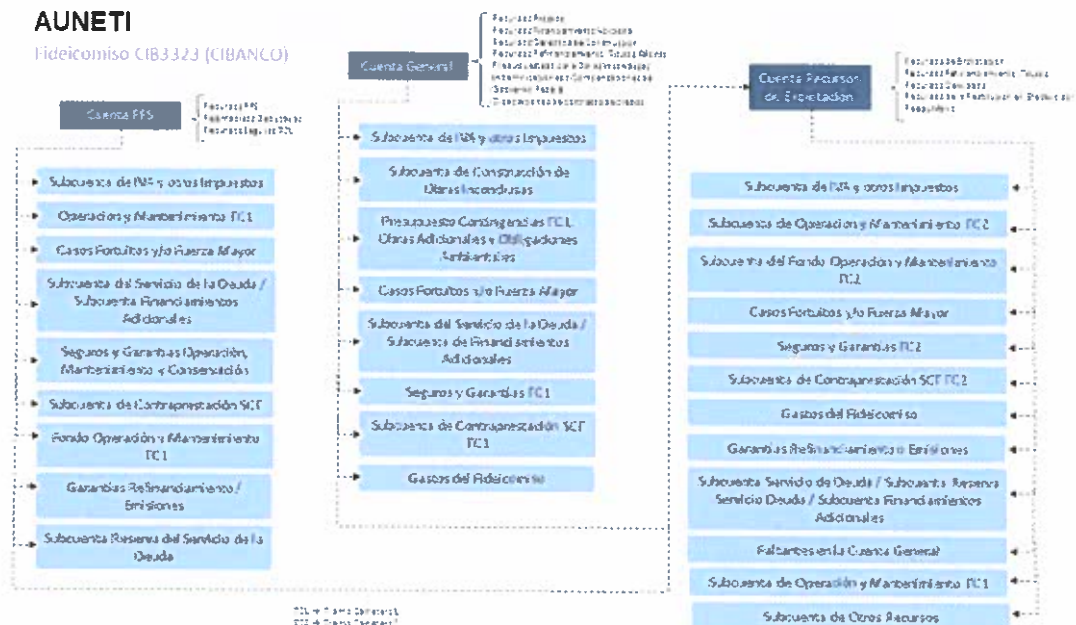 AUNETI
Fideicomiso CIB3323 (CIBANCO)
Cuenta PPS
Recursos PPS
Subcuenta de IVA y otros Impuestos
Operación y Mantenimiento TC1
Casos Fortuitos y/o Fuerza Mayor
Subcuenta del Servicio de la Deuda /
Subcuenta Financiamientos
Adicionales
Seguros y Garantías Operación,
Mantenimiento y Conservación
Subcuenta de Contraprestación SCT
Fondo Operación y Mantenimiento
TC1
Garantías Refinanciamiento /
Emisiones
Subcuenta Reserva del Servicio de la
Deuda
Cuenta General
Subcuenta de IVA y otros Impuestos
Subcuenta de Construcción de
Obras Inconclusas
Presupuesto Contingencias TC1,
Obras Adicionales y Obligaciones
Ambientales
Casos Fortuitos y/o Fuerza Mayor
Subcuenta del Servicio de la Deuda /
Subcuenta de Financiamientos
Adicionales
Seguros y Garantías TC1
Subcuenta de Contraprestación SCT
TC1
Gastos del Fideicomiso
Cuenta Recursos
de Explotación
Recursos de Explotación
Subcuenta de IVA y otros Impuestos
Subcuenta de Operación y Mantenimiento TC2
Subcuenta del Fondo Operación y Mantenimiento
TC2
Casos Fortuitos y/o Fuerza Mayor
Seguros y Garantías TC2
Subcuenta de Contraprestación SCT TC2
Gastos del Fideicomiso
Garantías Refinanciamiento o Emisiones
Subcuenta Servicio de Deuda / Subcuenta Reserva
Servicio Deuda / Subcuenta Financiamientos
Adicionales
Faltantes en la Cuenta General
Subcuenta de Operación y Mantenimiento TC1
Subcuenta de Otros Recursos